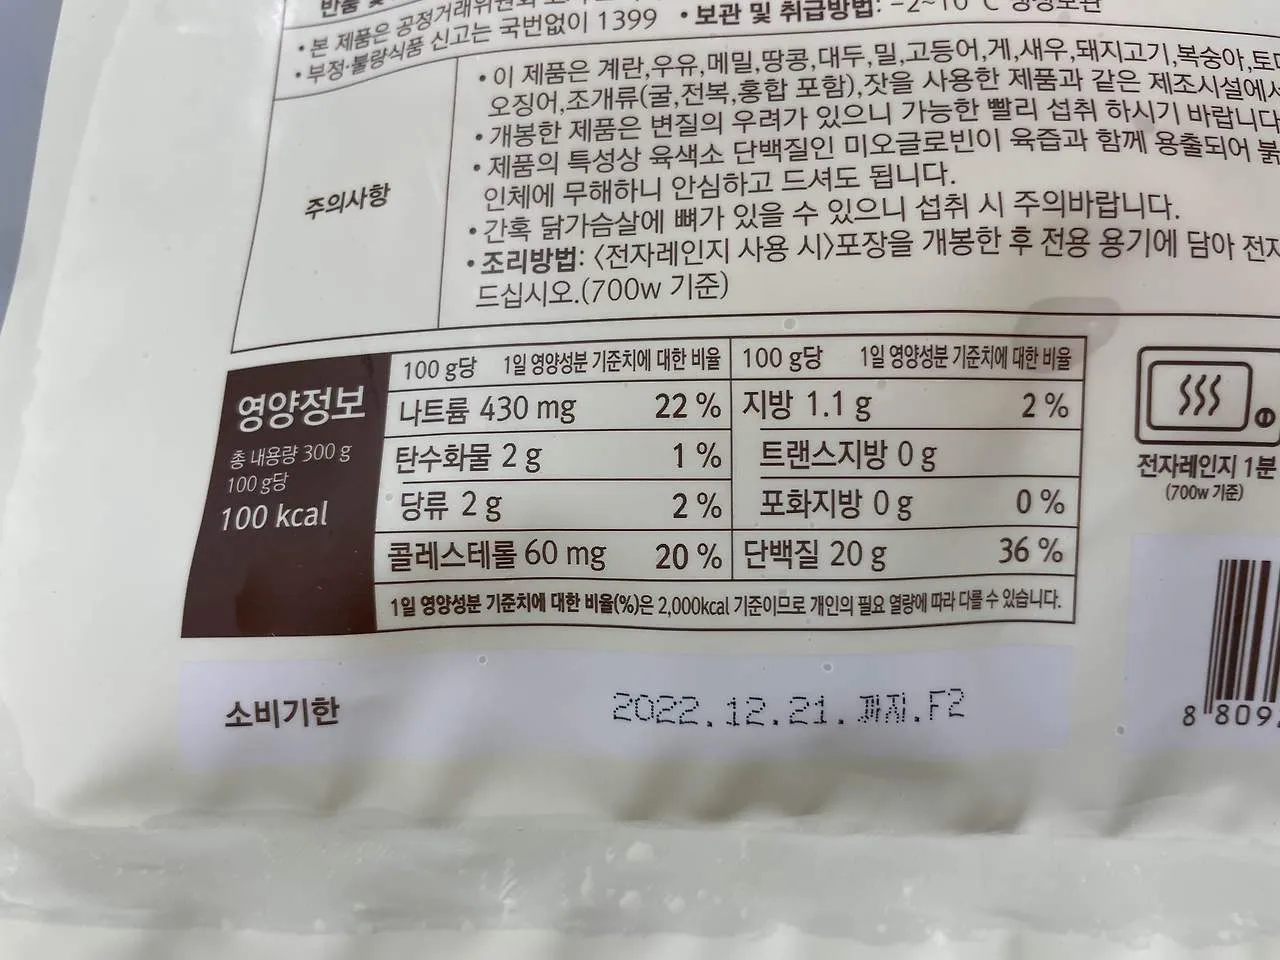 반품 및
• 본 제품은 공정거래위원회
• 부정·불량식품 신고는 국번없이 1399 • 보관 및 취급방법: -2~10℃ 냉장보관
주의사항
• 이 제품은 계란,우유,메밀,땅콩,대두,밀,고등어,게,새우,돼지고기,복숭아,토마
오징어,조개류(굴,전복,홍합 포함),잣을 사용한 제품과 같은 제조시설에서
• 개봉한 제품은 변질의 우려가 있으니 가능한 빨리 섭취 하시기 바랍니다
• 제품의 특성상 육색소 단백질인 미오글로빈이 육즙과 함께 용출되어 붉
인체에 무해하니 안심하고 드셔도 됩니다.
• 간혹 닭가슴살에 뼈가 있을 수 있으니 섭취 시 주의바랍니다.
• 조리방법: 〈전자레인지 사용 시〉포장을 개봉한 후 전용 용기에 담아 전자
드십시오.(700w 기준)
영양정보
총 내용량 300 g
100 g당
100 kcal
100 g당 1일 영양성분 기준치에 대한 비율 100 g당 1일 영양성분 기준치에 대한 비율
나트륨 430 mg 22 % 지방 1.1 g 2 %
탄수화물 2 g 1 % 트랜스지방 0 g
당류 2 g 2 % 포화지방 0 g 0 %
콜레스테롤 60 mg 20 % 단백질 20 g 36 %
1일 영양성분 기준치에 대한 비율(%)은 2,000kcal 기준이므로 개인의 필요 열량에 따라 다를 수 있습니다.
전자레인지 1분
(700w 기준)
소비기한 2022.12.21.까지.F2
8 809